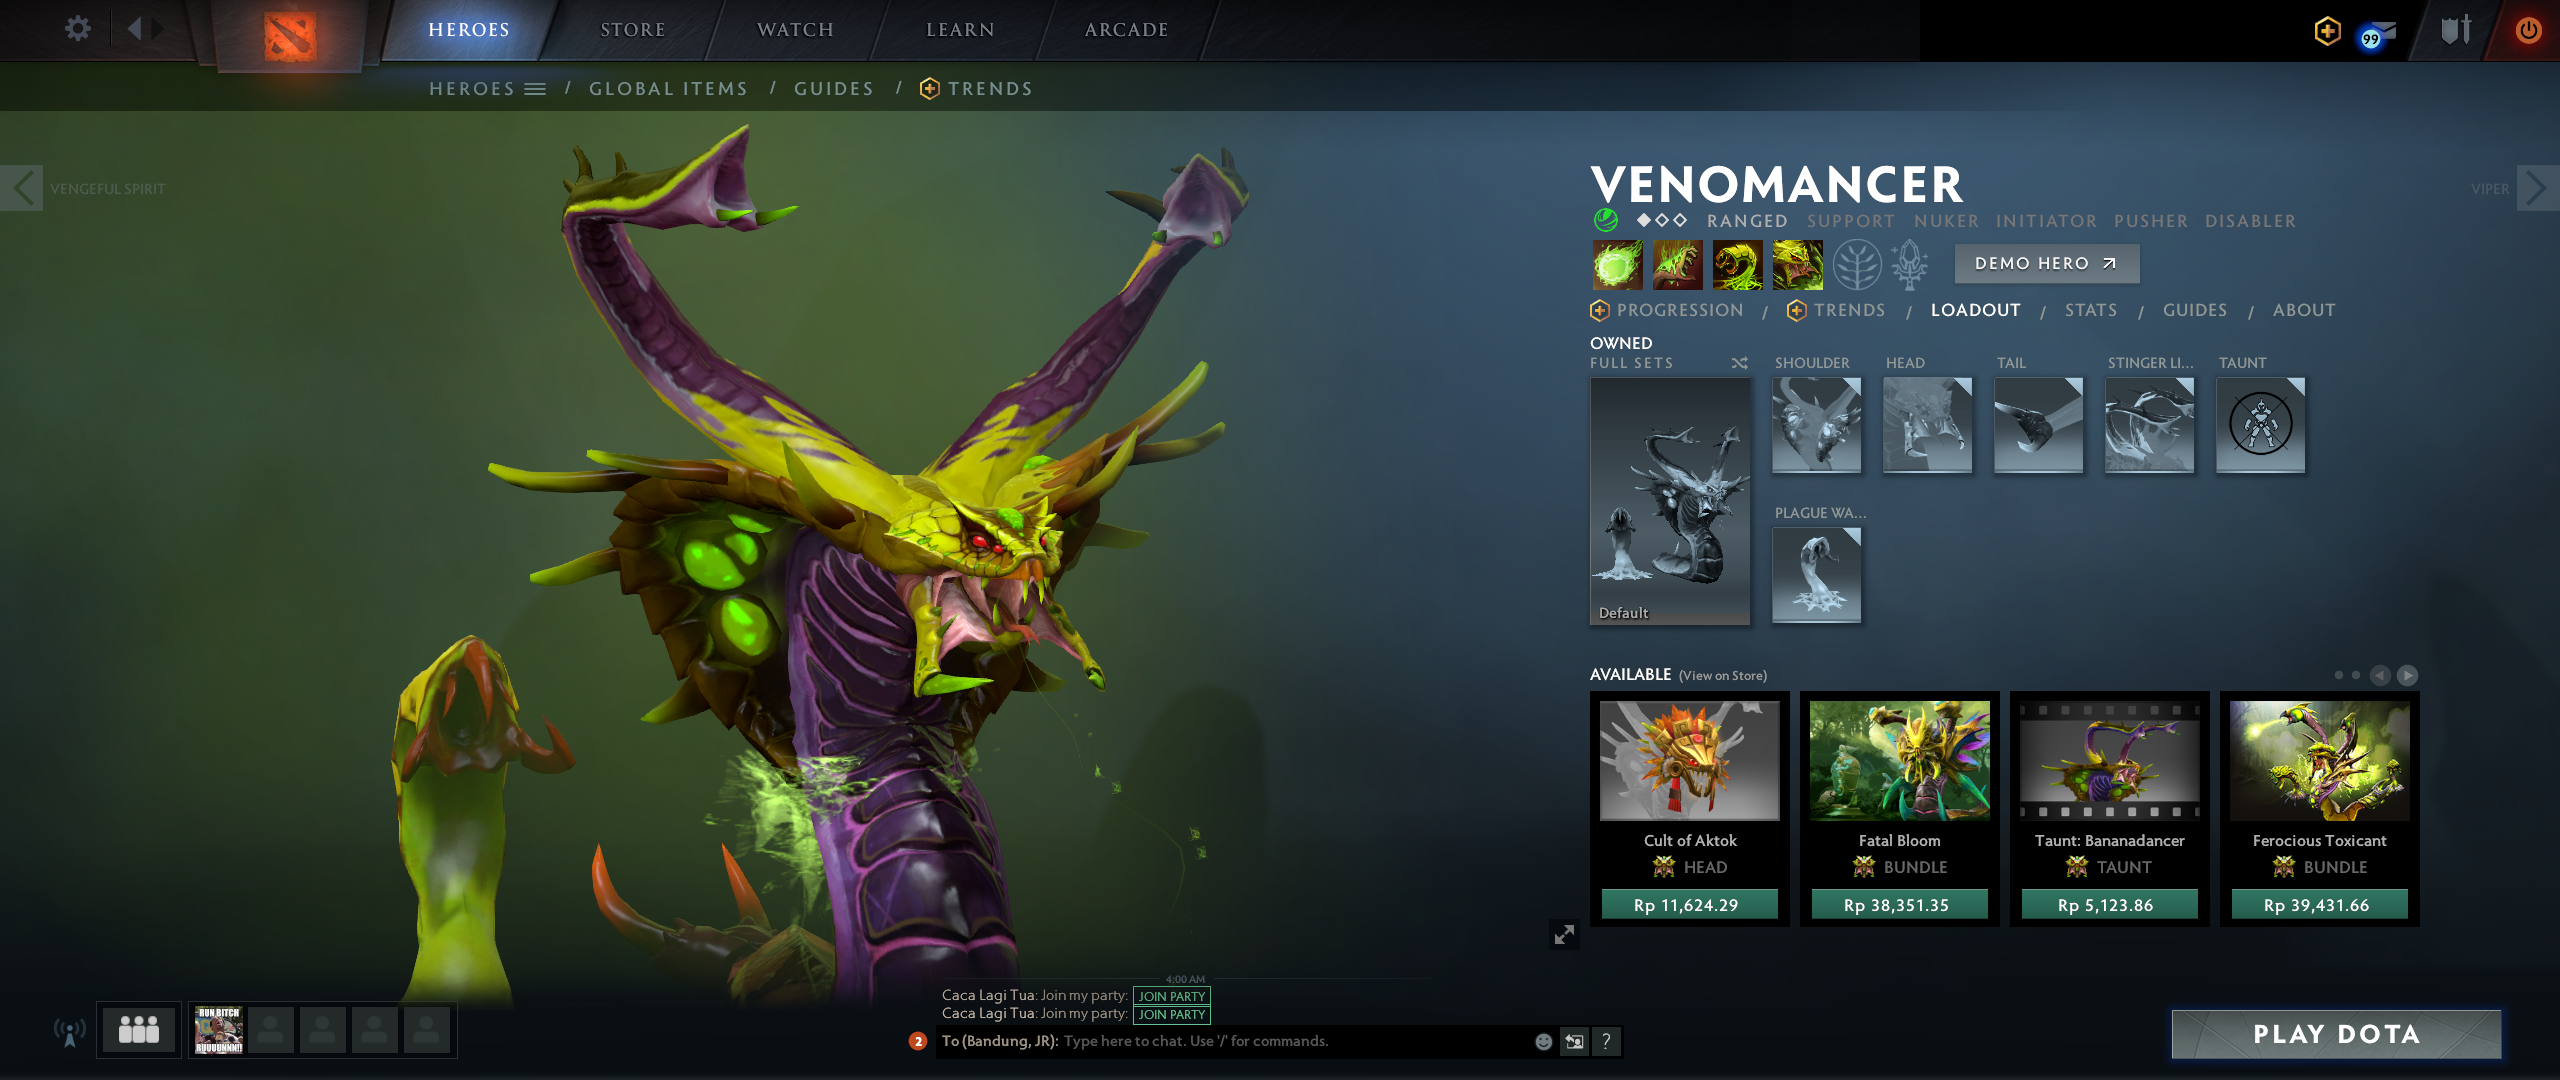 HEROES
STORE
WATCH
LEARN
ARCADE
99
HEROES / GLOBAL ITEMS / GUIDES / TRENDS
VENGEFUL SPIRIT
VIPER
VENOMANCER
RANGED SUPPORT NUKER INITIATOR PUSHER DISABLER
DEMO HERO
PROGRESSION / TRENDS / LOADOUT / STATS / GUIDES / ABOUT
OWNED
FULL SETS
SHOULDER
HEAD
TAIL
STINGER LI...
TAUNT
PLAGUE WA...
Default
AVAILABLE (View on Store)
Cult of Aktok
HEAD
Rp 11,624.29
Fatal Bloom
BUNDLE
Rp 38,351.35
Taunt: Bananadancer
TAUNT
Rp 5,123.86
Ferocious Toxicant
BUNDLE
Rp 39,431.66
4:00 AM
Caca Lagi Tua: Join my party: JOIN PARTY
Caca Lagi Tua: Join my party: JOIN PARTY
2
To (Bandung, JR): Type here to chat. Use '/' for commands.
?
RUN BITCH
RUUUUNNN!!
PLAY DOTA